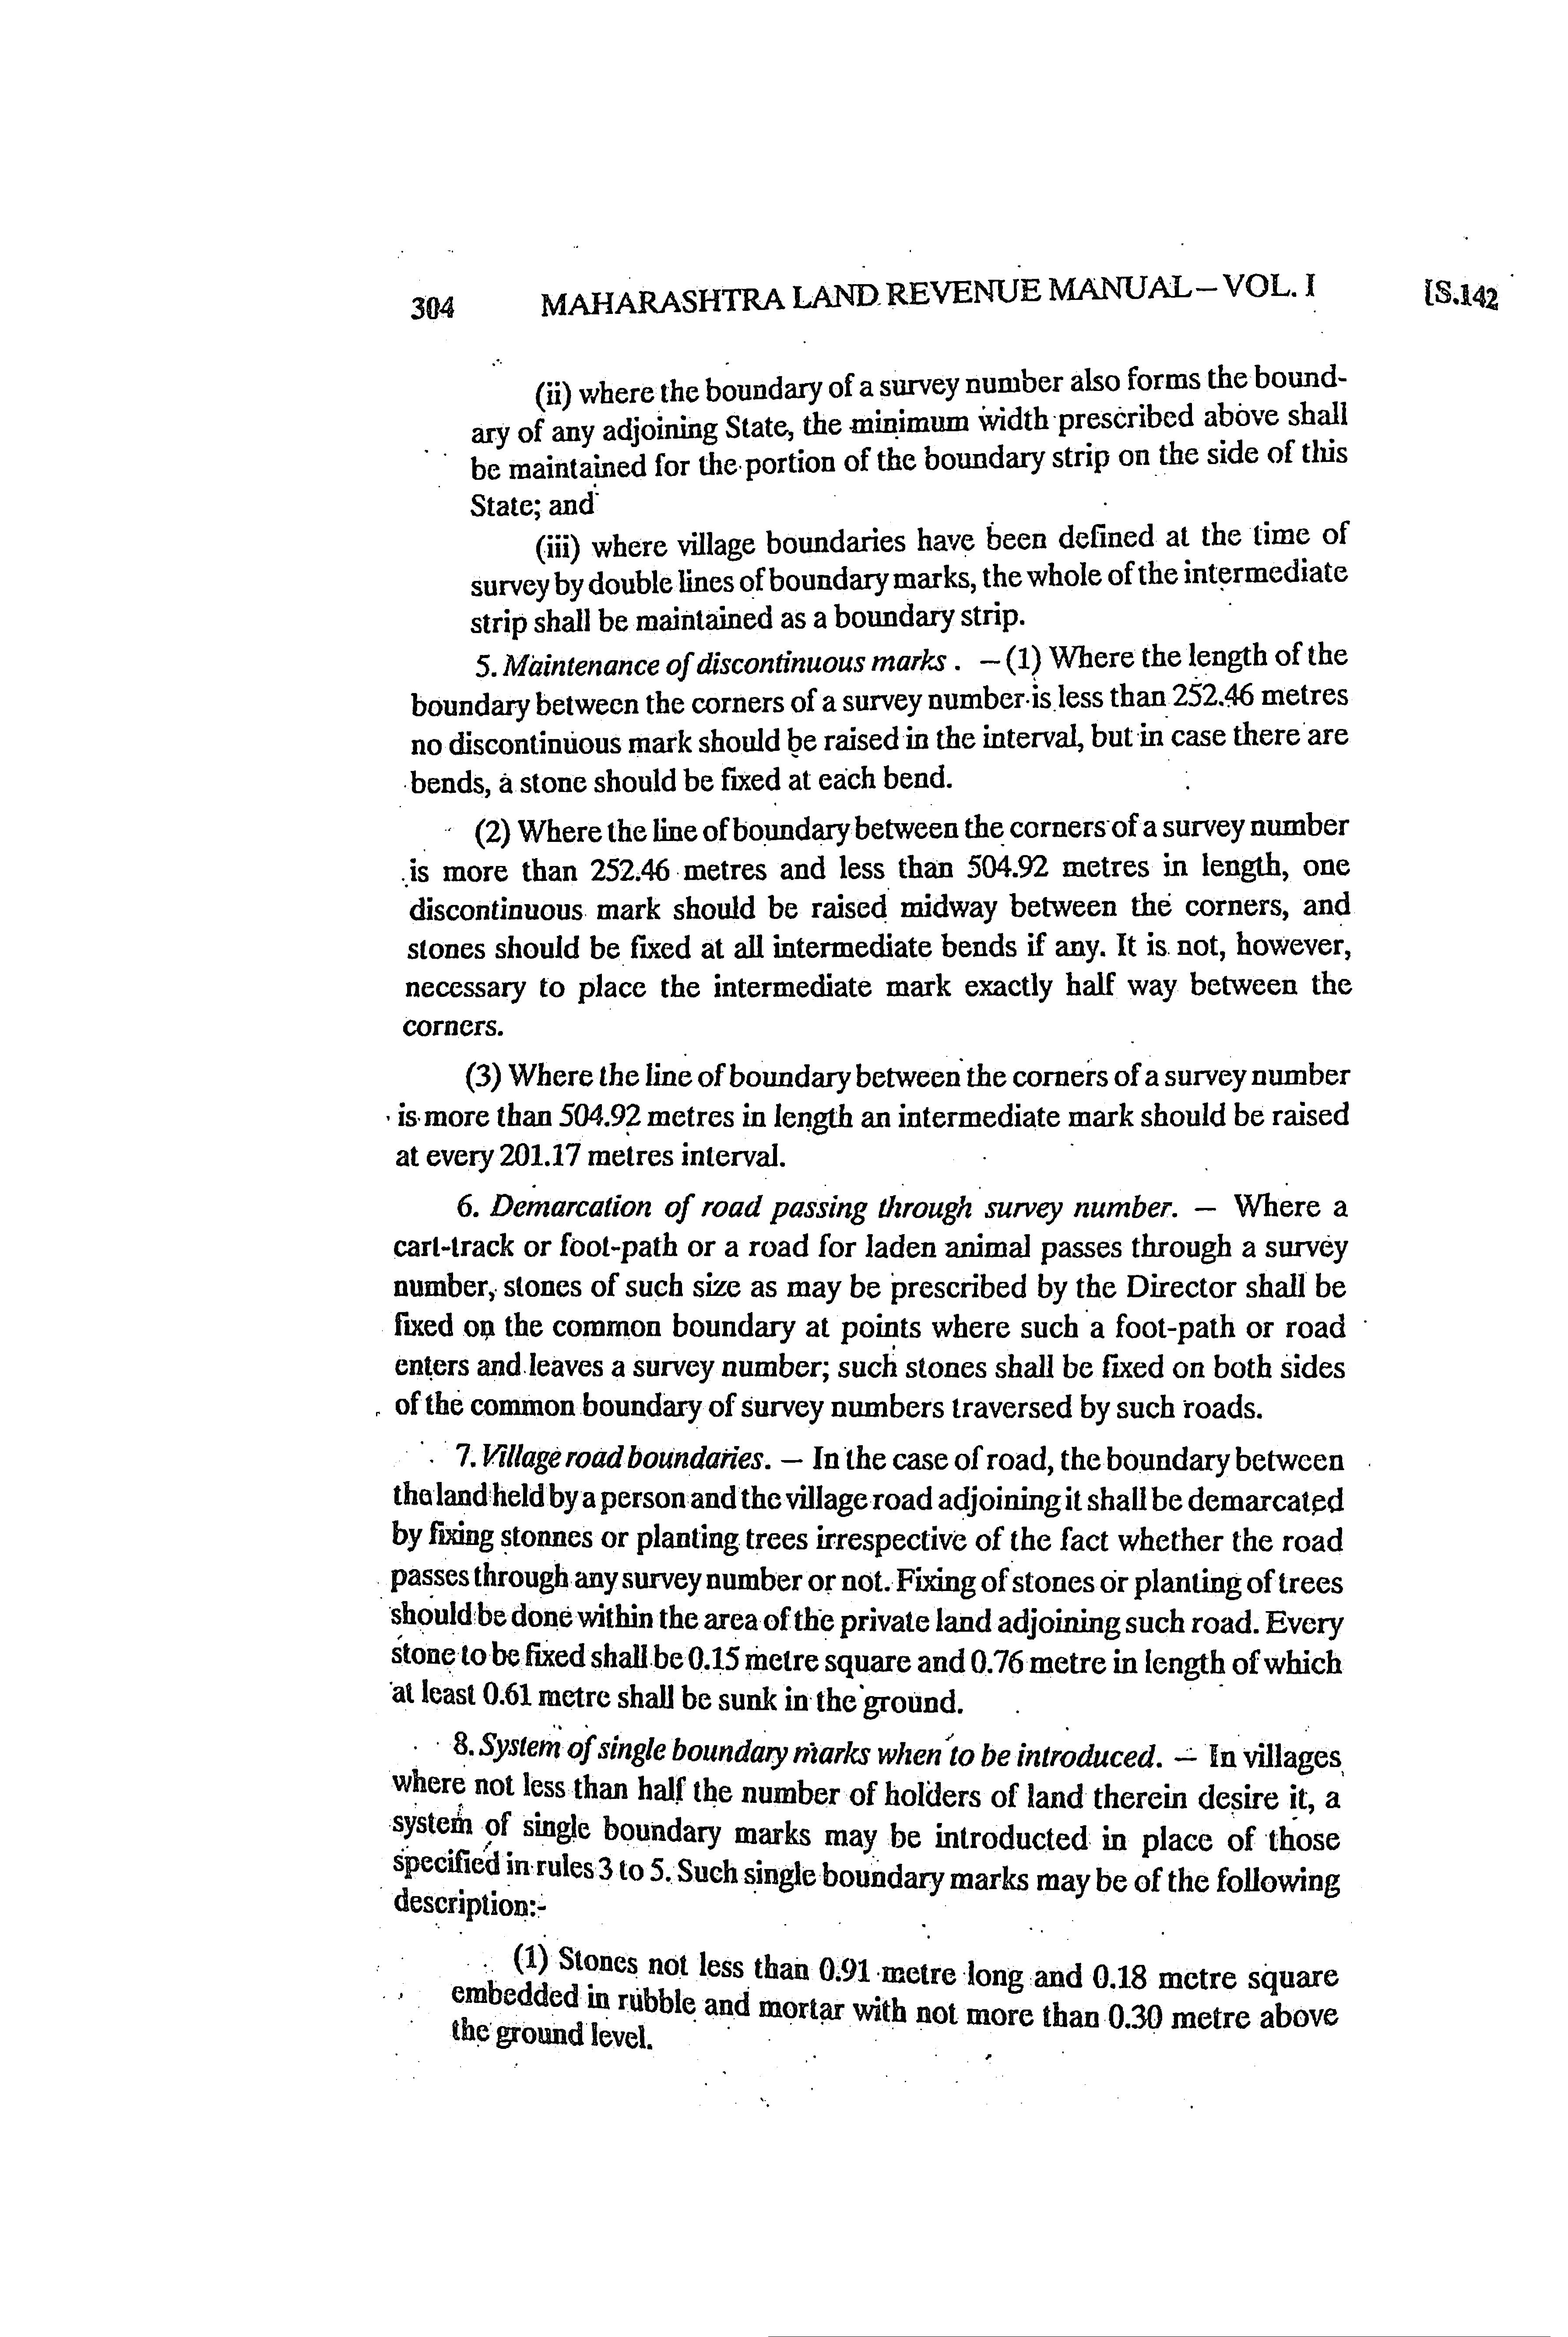 304 MAHARASHTRA LAND REVENUE MANUAL – VOL. I [S.142
(ii) where the boundary of a survey number also forms the bound-
ary of any adjoining State, the minimum width prescribed above shall
be maintained for the portion of the boundary strip on the side of this
State; and
(iii) where village boundaries have been defined at the time of
survey by double lines of boundary marks, the whole of the intermediate
strip shall be maintained as a boundary strip.
5. Maintenance of discontinuous marks . – (1) Where the length of the
boundary between the corners of a survey number is less than 252.46 metres
no discontinuous mark should be raised in the interval, but in case there are
bends, a stone should be fixed at each bend.
(2) Where the line of boundary between the corners of a survey number
is more than 252.46 metres and less than 504.92 metres in length, one
discontinuous mark should be raised midway between the corners, and
stones should be fixed at all intermediate bends if any. It is not, however,
necessary to place the intermediate mark exactly half way between the
corners.
(3) Where the line of boundary between the corners of a survey number
is more than 504.92 metres in length an intermediate mark should be raised
at every 201.17 metres interval.
6. Demarcation of road passing through survey number. – Where a
cart-track or foot-path or a road for laden animal passes through a survey
number, stones of such size as may be prescribed by the Director shall be
fixed on the common boundary at points where such a foot-path or road
enters and leaves a survey number; such stones shall be fixed on both sides
of the common boundary of survey numbers traversed by such roads.
7. Village road boundaries. – In the case of road, the boundary between
the land held by a person and the village road adjoining it shall be demarcated
by fixing stonnes or planting trees irrespective of the fact whether the road
passes through any survey number or not. Fixing of stones or planting of trees
should be done within the area of the private land adjoining such road. Every
stone to be fixed shall be 0.15 metre square and 0.76 metre in length of which
at least 0.61 metre shall be sunk in the ground.
8. System of single boundary marks when to be introduced. – In villages
where not less than half the number of holders of land therein desire it, a
system of single boundary marks may be introducted in place of those
specified in rules 3 to 5. Such single boundary marks may be of the following
description:-
(1) Stones not less than 0.91 metre long and 0.18 metre square
embedded in rubble and mortar with not more than 0.30 metre above
the ground level.